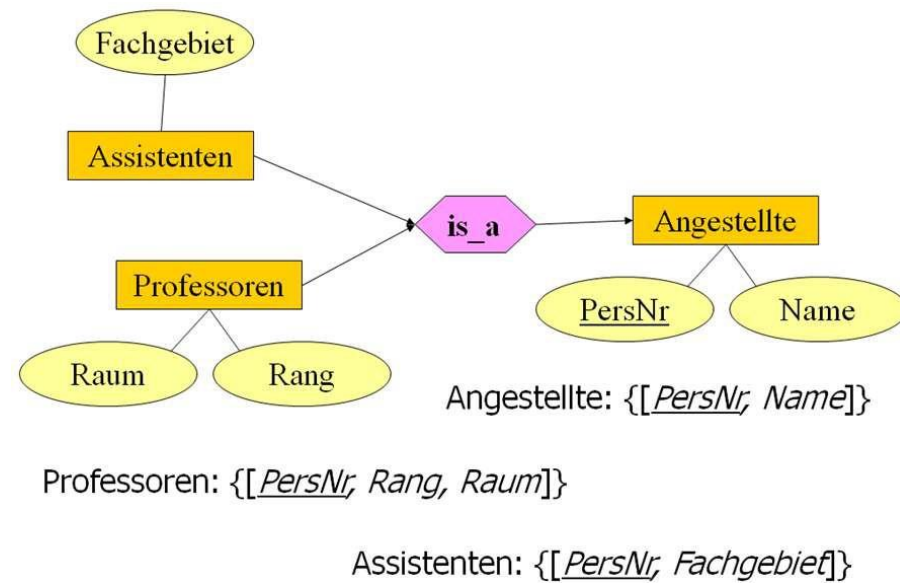 Fachgebiet
Assistenten
is_a
Angestellte
Professoren
PersNr
Name
Raum
Rang
Angestellte: {[PersNr, Name]}
Professoren: {[PersNr, Rang, Raum]}
Assistenten: {[PersNr, Fachgebiet]}